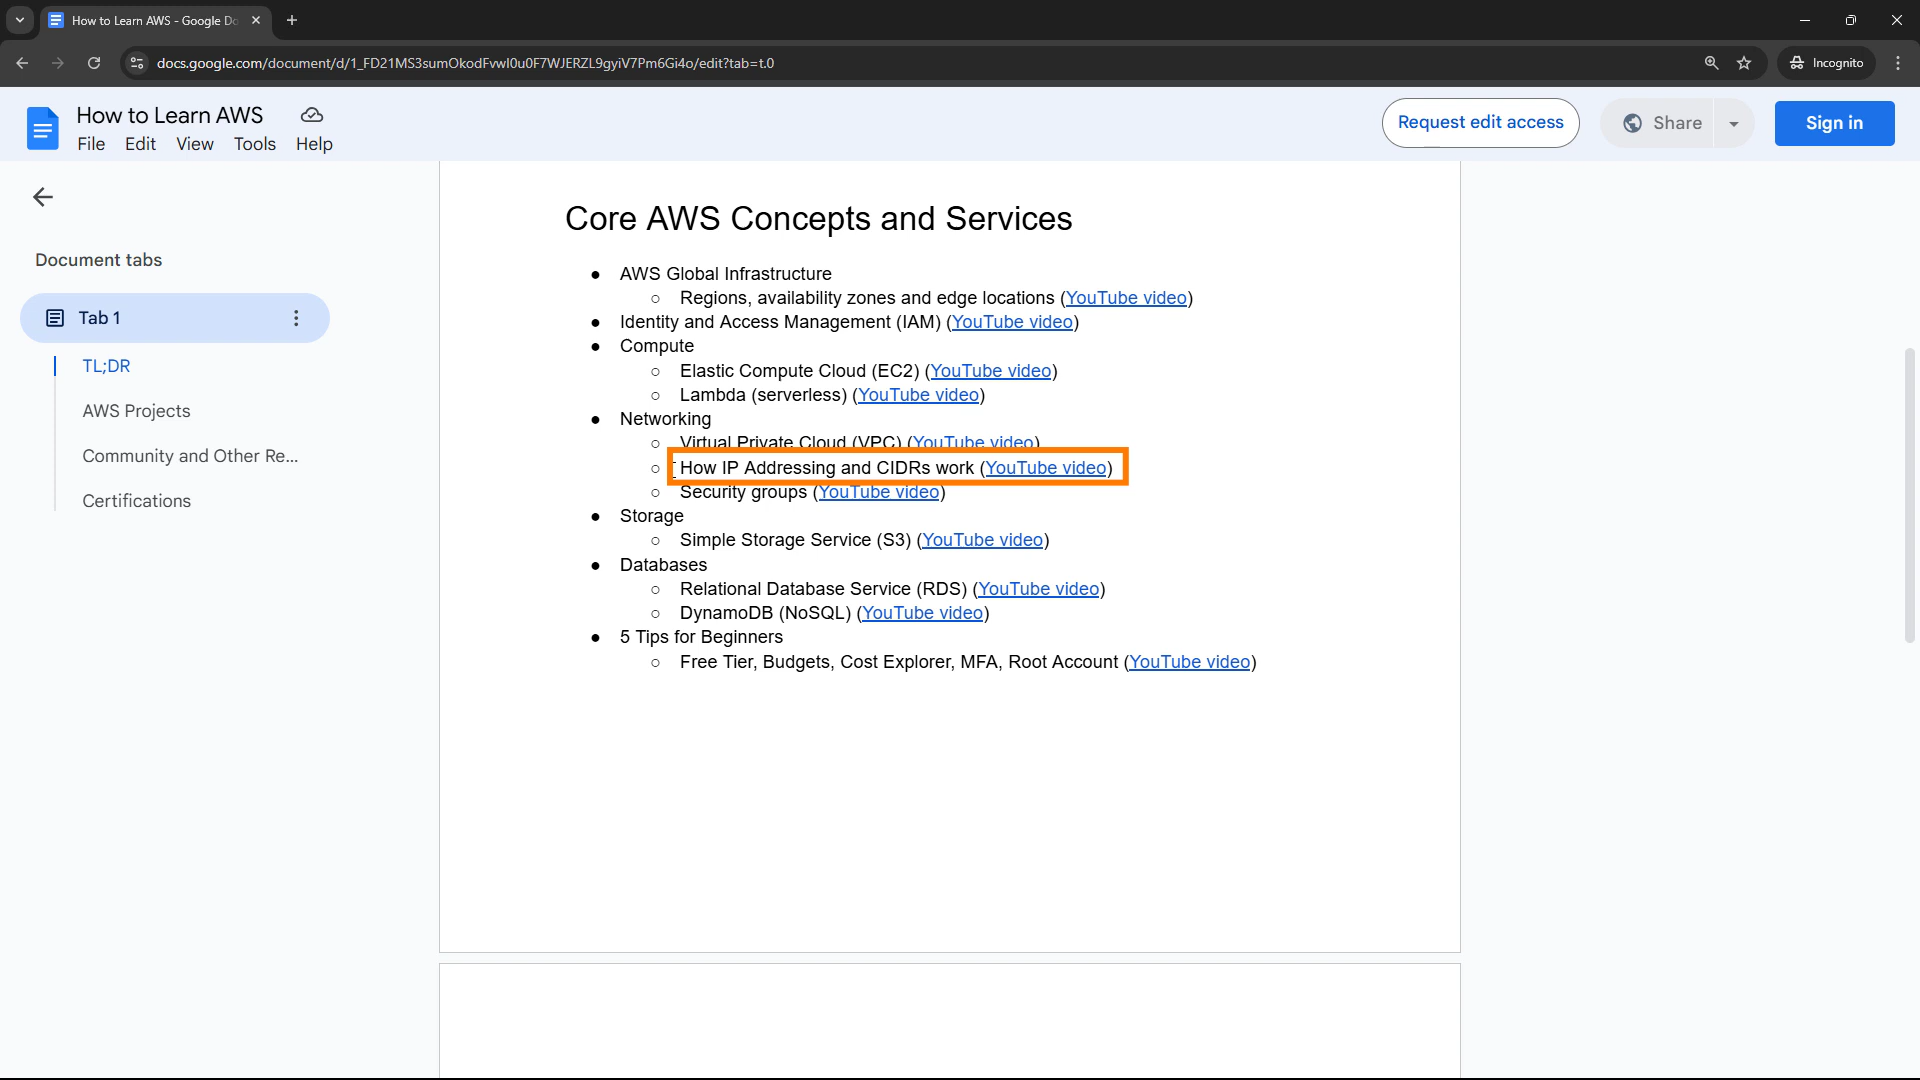 How to Learn AWS - Google Do
docs.google.com/document/d/1_FD21MS3sumOkodFvwl0u0F7WJERZL9gyiV7Pm6Gi4o/edit?tab=t.0
Incognito
How to Learn AWS
File Edit View Tools Help
Request edit access
Share
Sign in
Document tabs
Tab 1
TL;DR
AWS Projects
Community and Other Re...
Certifications
Core AWS Concepts and Services
● AWS Global Infrastructure
○ Regions, availability zones and edge locations (YouTube video)
● Identity and Access Management (IAM) (YouTube video)
● Compute
○ Elastic Compute Cloud (EC2) (YouTube video)
○ Lambda (serverless) (YouTube video)
● Networking
○ Virtual Private Cloud (VPC) (YouTube video)
○ How IP Addressing and CIDRs work (YouTube video)
○ Security groups (YouTube video)
● Storage
○ Simple Storage Service (S3) (YouTube video)
● Databases
○ Relational Database Service (RDS) (YouTube video)
○ DynamoDB (NoSQL) (YouTube video)
● 5 Tips for Beginners
○ Free Tier, Budgets, Cost Explorer, MFA, Root Account (YouTube video)